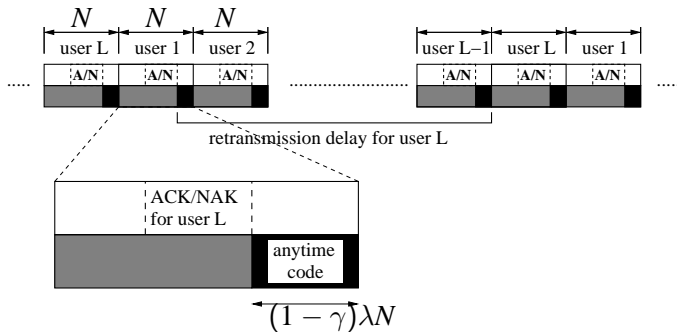 N N N
user L user 1 user 2 user L–1 user L user 1
..... A/N A/N A/N ..................... A/N A/N A/N ....
retransmission delay for user L
ACK/NAK
for user L
anytime
code
(1 − γ)λN